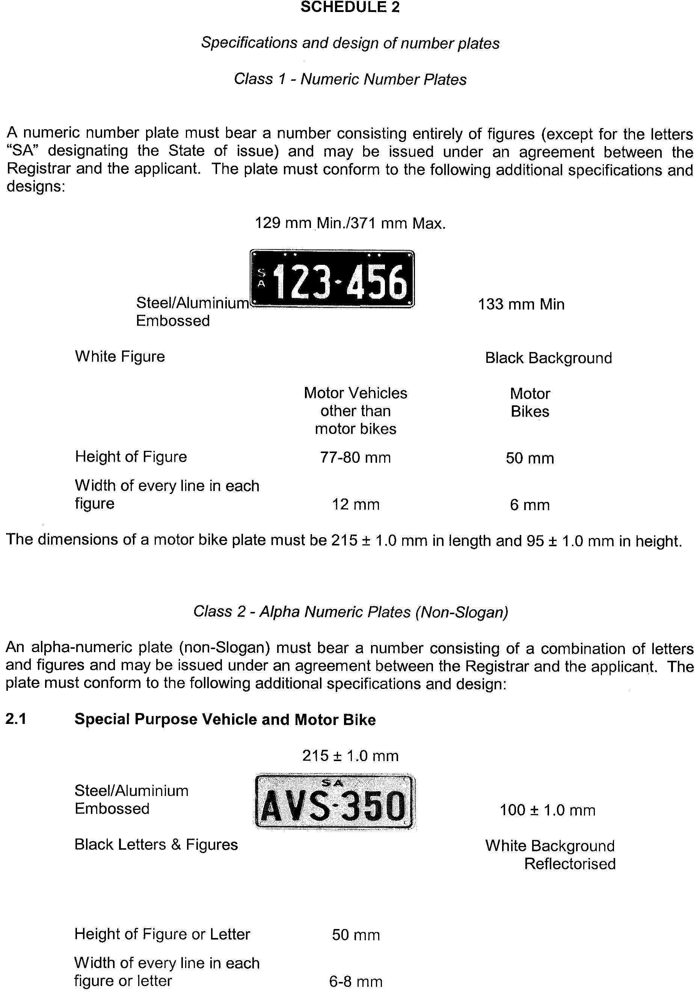 SCHEDULE 2
Specifications and design of number plates
Class 1 - Numeric Number Plates
A numeric number plate must bear a number consisting entirely of figures (except for the letters
“SA” designating the State of issue) and may be issued under an agreement between the
Registrar and the applicant. The plate must conform to the following additional specifications and
designs:
129 mm Min./371 mm Max.
SA 123-456
Steel/Aluminium
Embossed
133 mm Min
White Figure
Black Background
Motor Vehicles
other than
motor bikes
Motor
Bikes
Height of Figure 77-80 mm 50 mm
Width of every line in each
figure 12 mm 6 mm
The dimensions of a motor bike plate must be 215 ± 1.0 mm in length and 95 ± 1.0 mm in height.
Class 2 - Alpha Numeric Plates (Non-Slogan)
An alpha-numeric plate (non-Slogan) must bear a number consisting of a combination of letters
and figures and may be issued under an agreement between the Registrar and the applicant. The
plate must conform to the following additional specifications and design:
2.1 Special Purpose Vehicle and Motor Bike
215 ± 1.0 mm
SA
AVS-350
Steel/Aluminium
Embossed
100 ± 1.0 mm
Black Letters & Figures
White Background
Reflectorised
Height of Figure or Letter 50 mm
Width of every line in each
figure or letter 6-8 mm